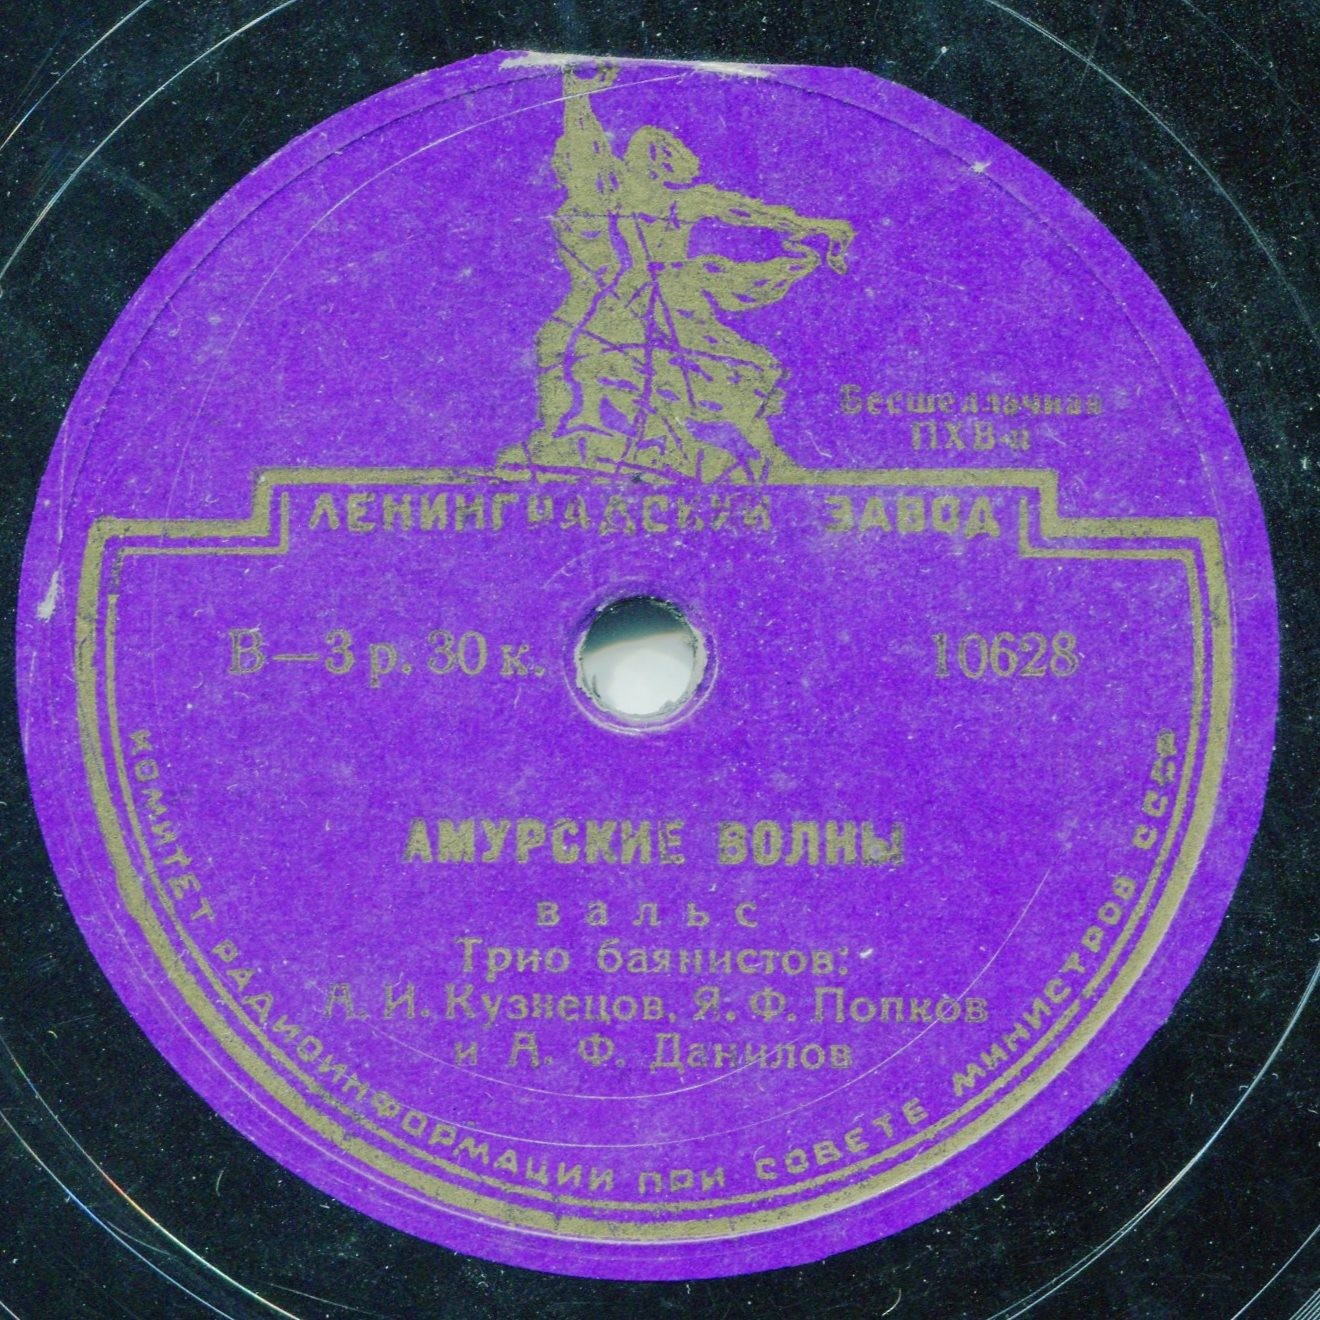 Бесшеллачная
ПХВ-а
ЛЕНИНГРАДСКИЙ ЗАВОД
В—3 р. 30 к.
10628
АМУРСКИЕ ВОЛНЫ
вальс
Трио баянистов:
А. И. Кузнецов, Я. Ф. Попков
и А. Ф. Данилов
КОМИТЕТ РАДИОИНФОРМАЦИИ ПРИ СОВЕТЕ МИНИСТРОВ СССР